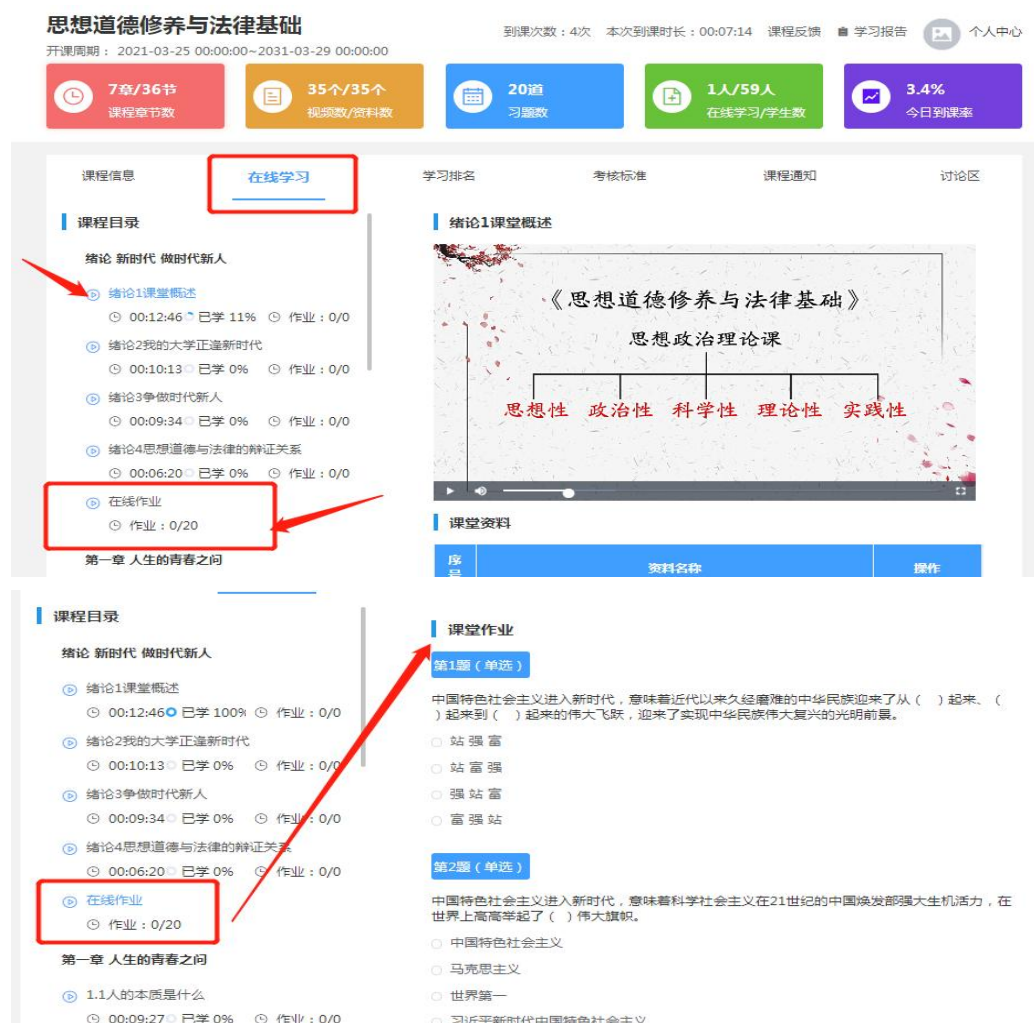 思想道德修养与法律基础
到课次数：4次 本次到课时长：00:07:14 课程反馈 学习报告 个人中心
开课周期： 2021-03-25 00:00:00~2031-03-29 00:00:00
7章/36节
课程章节数
35个/35个
视频数/资料数
20道
习题数
1人/59人
在线学习/学生数
3.4%
今日到课率
课程信息 在线学习 学习排名 考核标准 课程通知 讨论区
课程目录
绪论 新时代 做时代新人
绪论1课堂概述
00:12:46 已学 11% 作业：0/0
绪论2我的大学正逢新时代
00:10:13 已学 0% 作业：0/0
绪论3争做时代新人
00:09:34 已学 0% 作业：0/0
绪论4思想道德与法律的辩证关系
00:06:20 已学 0% 作业：0/0
在线作业
作业：0/20
第一章 人生的青春之问
绪论1课堂概述
《思想道德修养与法律基础》
思想政治理论课
思想性 政治性 科学性 理论性 实践性
课堂资料
序号 资料名称 操作
课程目录
绪论 新时代 做时代新人
绪论1课堂概述
00:12:46 已学 100% 作业：0/0
绪论2我的大学正逢新时代
00:10:13 已学 0% 作业：0/0
绪论3争做时代新人
00:09:34 已学 0% 作业：0/0
绪论4思想道德与法律的辩证关系
00:06:20 已学 0% 作业：0/0
在线作业
作业：0/20
第一章 人生的青春之问
1.1人的本质是什么
00:09:27 已学 0% 作业：0/0
课堂作业
第1题（单选）
中国特色社会主义进入新时代，意味着近代以来久经磨难的中华民族迎来了从（ ）起来、（
）起来到（ ）起来的伟大飞跃，迎来了实现中华民族伟大复兴的光明前景。
站 强 富
站 富 强
强 站 富
富 强 站
第2题（单选）
中国特色社会主义进入新时代，意味着科学社会主义在21世纪的中国焕发部强大生机活力，在
世界上高高举起了（ ）伟大旗帜。
中国特色社会主义
马克思主义
世界第一
习近平新时代中国特色社会主义